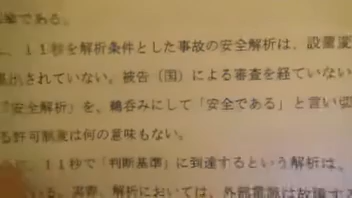 である。
、11秒を解析条件とした事故の安全解析は、設置変
出されていない。被告（国）による審査を経ていない
「安全解析」を、鵜呑みにして「安全である」と言い
る許可制度は何の意味もない。
、11秒で「判断基準」に到達するという解析は、
いる。実際、解析においては、外部電源は故障する